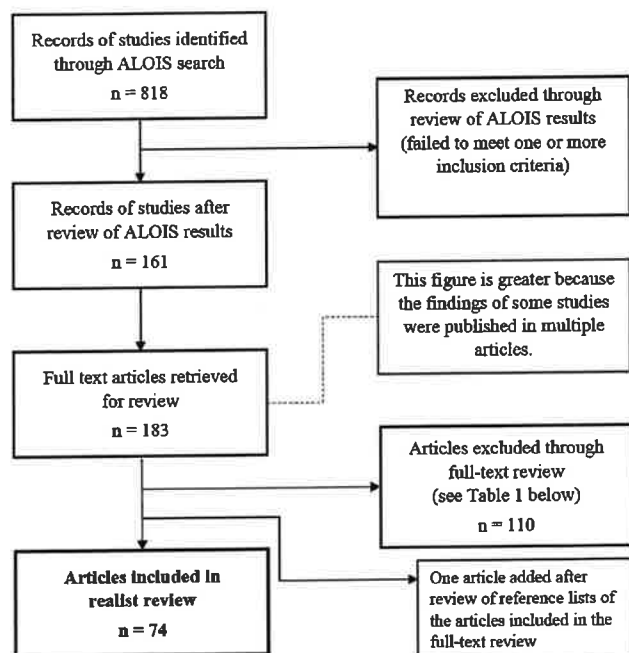 Records of studies identified
through ALOIS search
n = 818
Records excluded through
review of ALOIS results
(failed to meet one or more
inclusion criteria)
Records of studies after
review of ALOIS results
n = 161
This figure is greater because
the findings of some studies
were published in multiple
articles.
Full text articles retrieved
for review
n = 183
Articles excluded through
full-text review
(see Table 1 below)
n = 110
Articles included in
realist review
n = 74
One article added after
review of reference lists of
the articles included in the
full-text review